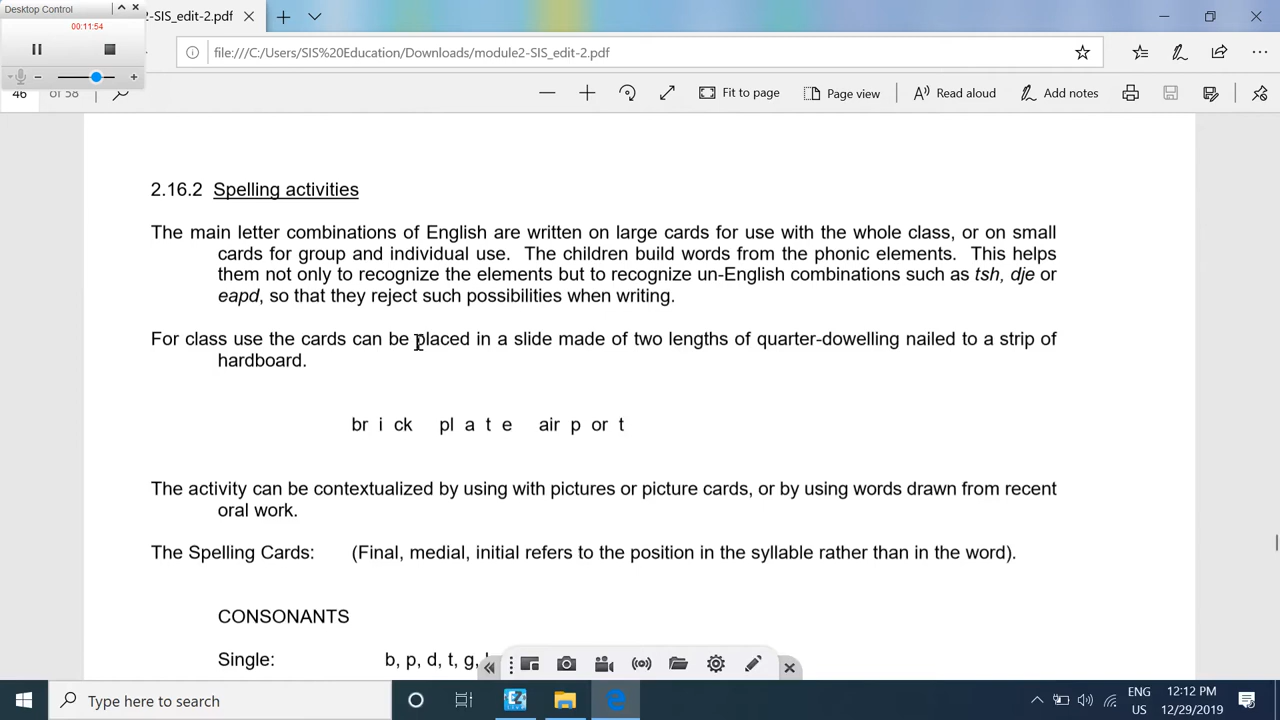 Desktop Control
00:11:54
2-SIS_edit-2.pdf
file:///C:/Users/SIS%20Education/Downloads/module2-SIS_edit-2.pdf
46 of 58
Fit to page
Page view
Read aloud
Add notes
2.16.2 Spelling activities
The main letter combinations of English are written on large cards for use with the whole class, or on small
cards for group and individual use. The children build words from the phonic elements. This helps
them not only to recognize the elements but to recognize un-English combinations such as tsh, dje or
eapd, so that they reject such possibilities when writing.
For class use the cards can be placed in a slide made of two lengths of quarter-dowelling nailed to a strip of
hardboard.
br i ck pl a t e air p or t
The activity can be contextualized by using with pictures or picture cards, or by using words drawn from recent
oral work.
The Spelling Cards: (Final, medial, initial refers to the position in the syllable rather than in the word).
CONSONANTS
Single: b, p, d, t, g,
Type here to search
ENG
US
12:12 PM
12/29/2019